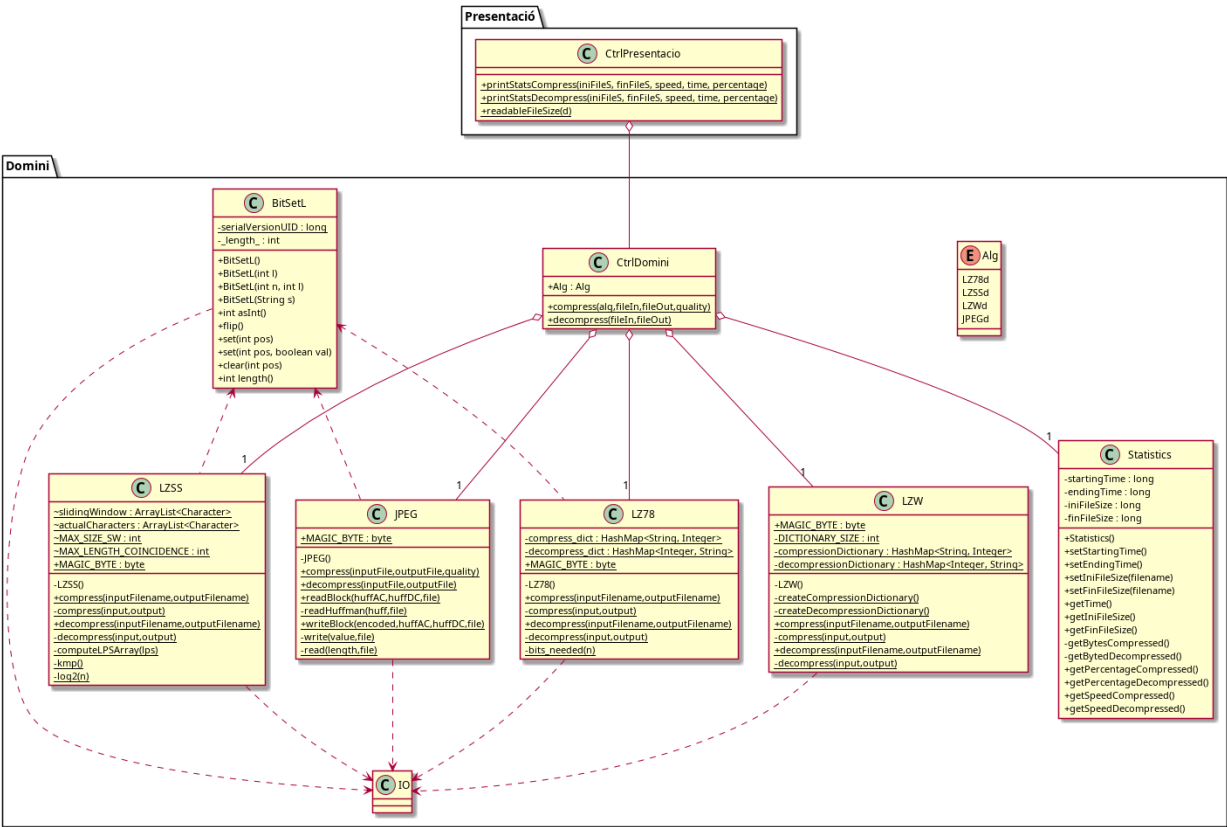 Presentació
C CtrlPresentacio
+printStatsCompress(iniFileS, finFileS, speed, time, percentage)
+printStatsDecompress(iniFileS, finFileS, speed, time, percentage)
+readableFileSize(d)
Domini
C BitSetL
-serialVersionUID : long
-_length_ : int
+BitSetL()
+BitSetL(int l)
+BitSetL(int n, int l)
+BitSetL(String s)
+int asInt()
+flip()
+set(int pos)
+set(int pos, boolean val)
+clear(int pos)
+int length()
C CtrlDomini
+Alg : Alg
+compress(alg,fileIn,fileOut,quality)
+decompress(fileIn,fileOut)
E Alg
LZ78d
LZSSd
LZWd
JPEGd
1
1
1
1
1
C LZSS
~slidingWindow : ArrayList<Character>
~actualCharacters : ArrayList<Character>
~MAX_SIZE_SW : int
~MAX_LENGTH_COINCIDENCE : int
+MAGIC_BYTE : byte
-LZSS()
+compress(inputFilename,outputFilename)
-compress(input,output)
+decompress(inputFilename,outputFilename)
-decompress(input,output)
-computeLPSArray(lps)
-kmp()
-log2(n)
C JPEG
+MAGIC_BYTE : byte
-JPEG()
+compress(inputFile,outputFile,quality)
+decompress(inputFile,outputFile)
+readBlock(huffAC,huffDC,file)
-readHuffman(huff,file)
+writeBlock(encoded,huffAC,huffDC,file)
-write(value,file)
-read(length,file)
C LZ78
-compress_dict : HashMap<String, Integer>
-decompress_dict : HashMap<Integer, String>
+MAGIC_BYTE : byte
-LZ78()
+compress(inputFilename,outputFilename)
-compress(input,output)
+decompress(inputFilename,outputFilename)
-decompress(input,output)
-bits_needed(n)
C LZW
+MAGIC_BYTE : byte
-DICTIONARY_SIZE : int
-compressionDictionary : HashMap<String, Integer>
-decompressionDictionary : HashMap<Integer, String>
-LZW()
-createCompressionDictionary()
-createDecompressionDictionary()
+compress(inputFilename,outputFilename)
-compress(input,output)
+decompress(inputFilename,outputFilename)
-decompress(input,output)
C Statistics
-startingTime : long
-endingTime : long
-iniFileSize : long
-finFileSize : long
+Statistics()
+setStartingTime()
+setEndingTime()
+setIniFileSize(filename)
+setFinFileSize(filename)
+getTime()
+getIniFileSize()
+getFinFileSize()
-getBytesCompressed()
-getBytedDecompressed()
+getPercentageCompressed()
+getPercentageDecompressed()
+getSpeedCompressed()
+getSpeedDecompressed()
C IO